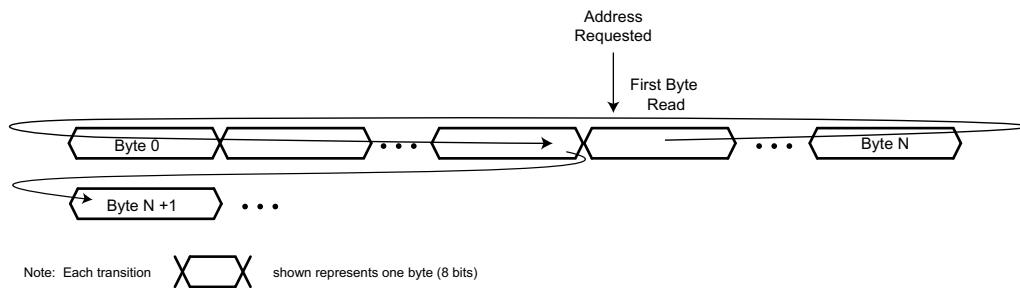 Address
Requested
First Byte
Read
Byte 0
• • •
• • •
Byte N
Byte N +1
• • •
Note: Each transition shown represents one byte (8 bits)